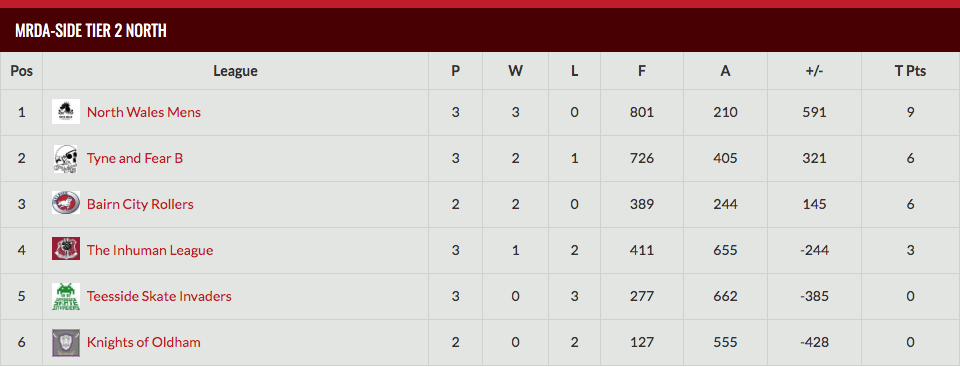 MRDA-SIDE TIER 2 NORTH
Pos League P W L F A +/- T Pts
1 North Wales Mens 3 3 0 801 210 591 9
2 Tyne and Fear B 3 2 1 726 405 321 6
3 Bairn City Rollers 2 2 0 389 244 145 6
4 The Inhuman League 3 1 2 411 655 -244 3
5 Teesside Skate Invaders 3 0 3 277 662 -385 0
6 Knights of Oldham 2 0 2 127 555 -428 0